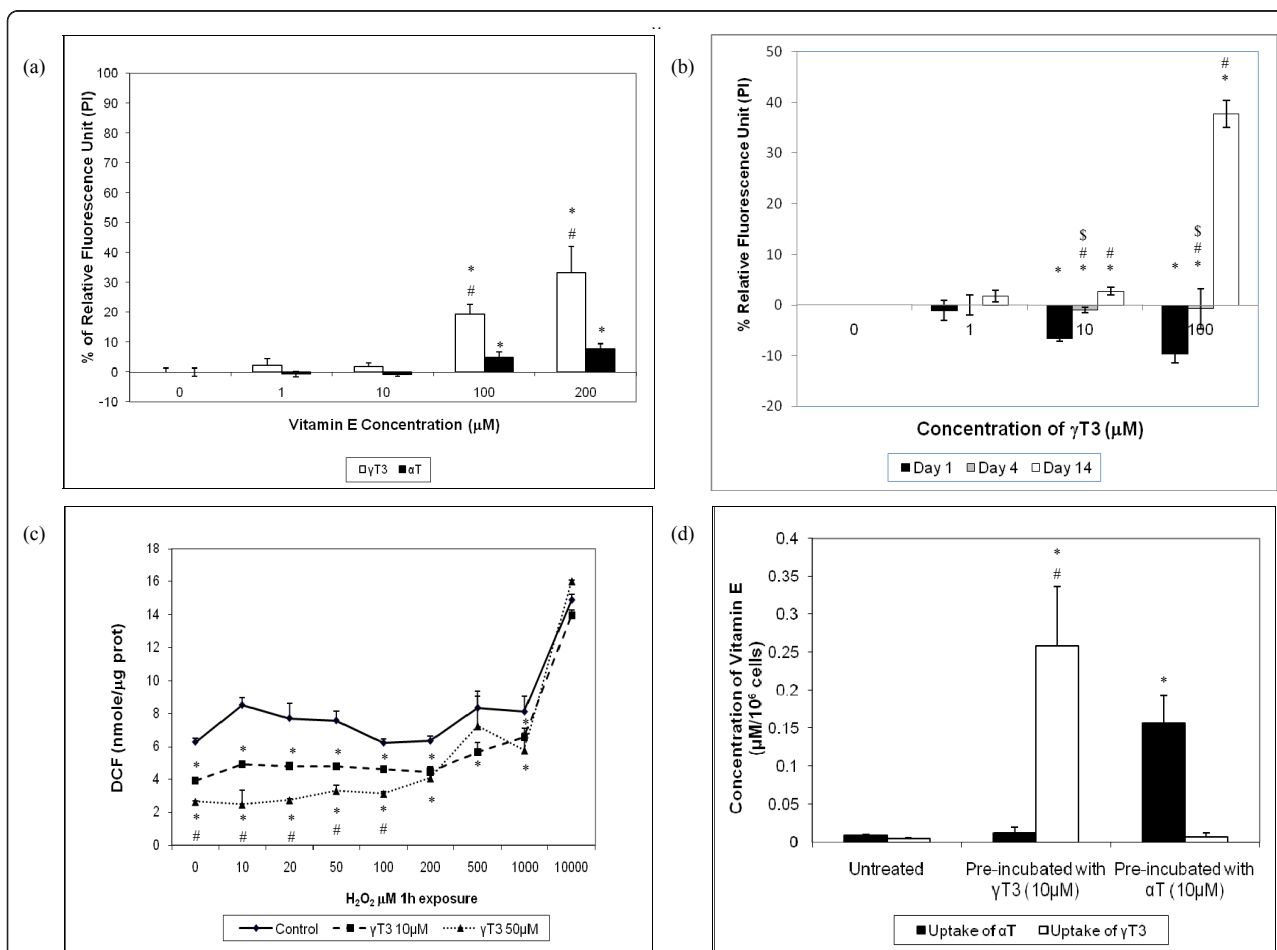 (a)
% of Relative Fluorescence Unit (PI)
100
90
80
70
60
50
40
30
20
10
0
-10
*
#
*
*
#
*
0
1
10
100
200
Vitamin E Concentration (µM)
γT3
αT
(b)
% Relative Fluorescence Unit (PI)
50
40
30
20
10
0
-10
-20
*
$
#
*
#
*
*
$
#
*
#
*
0
1
10
100
Concentration of γT3 (µM)
Day 1
Day 4
Day 14
(c)
DCF (nmole/µg prot)
18
16
14
12
10
8
6
4
2
0
* * * * * * * *
* * * * * * *
# # # # #
0 10 20 50 100 200 500 1000 10000
H₂O₂ µM 1h exposure
Control
γT3 10µM
γT3 50µM
(d)
Concentration of Vitamin E
(µM/10⁶ cells)
0.4
0.35
0.3
0.25
0.2
0.15
0.1
0.05
0
*
#
*
Untreated
Pre-incubated with
γT3 (10µM)
Pre-incubated with
αT (10µM)
Uptake of αT
Uptake of γT3